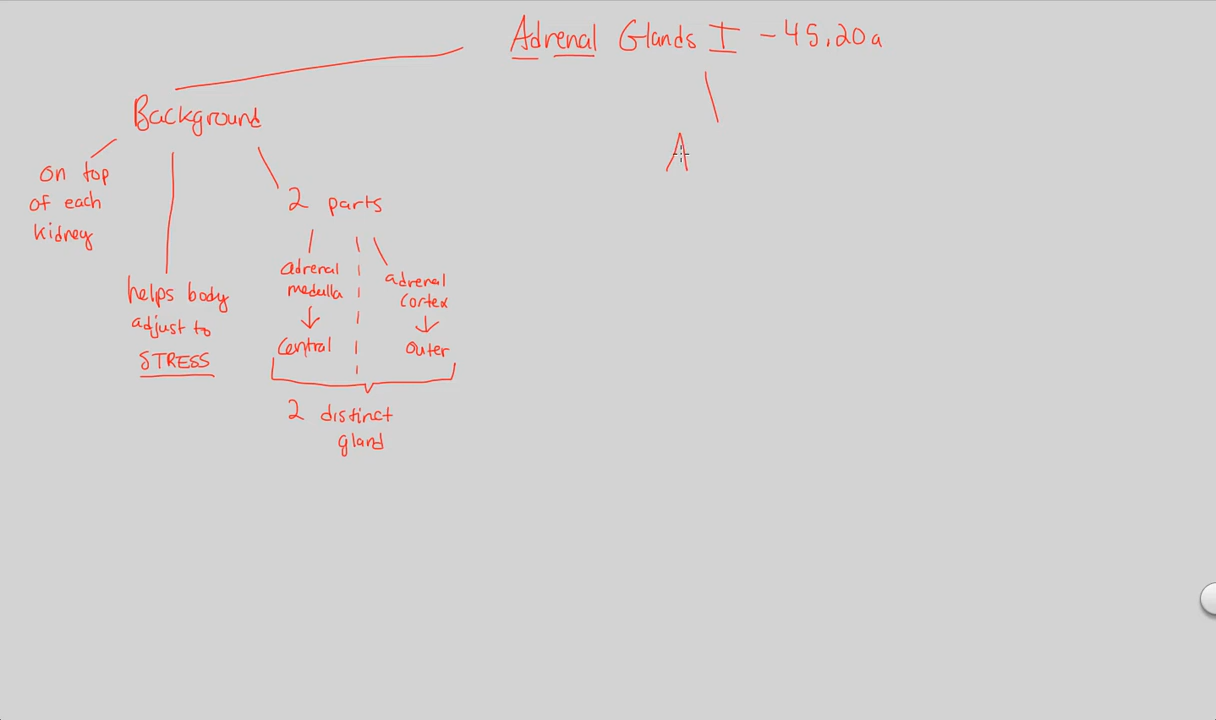 Adrenal Glands I - 45.20a
Background
on top
of each
kidney
helps body
adjust to
STRESS
2 parts
adrenal
medulla
↓
Central
adrenal
cortex
↓
outer
2 distinct
gland
A